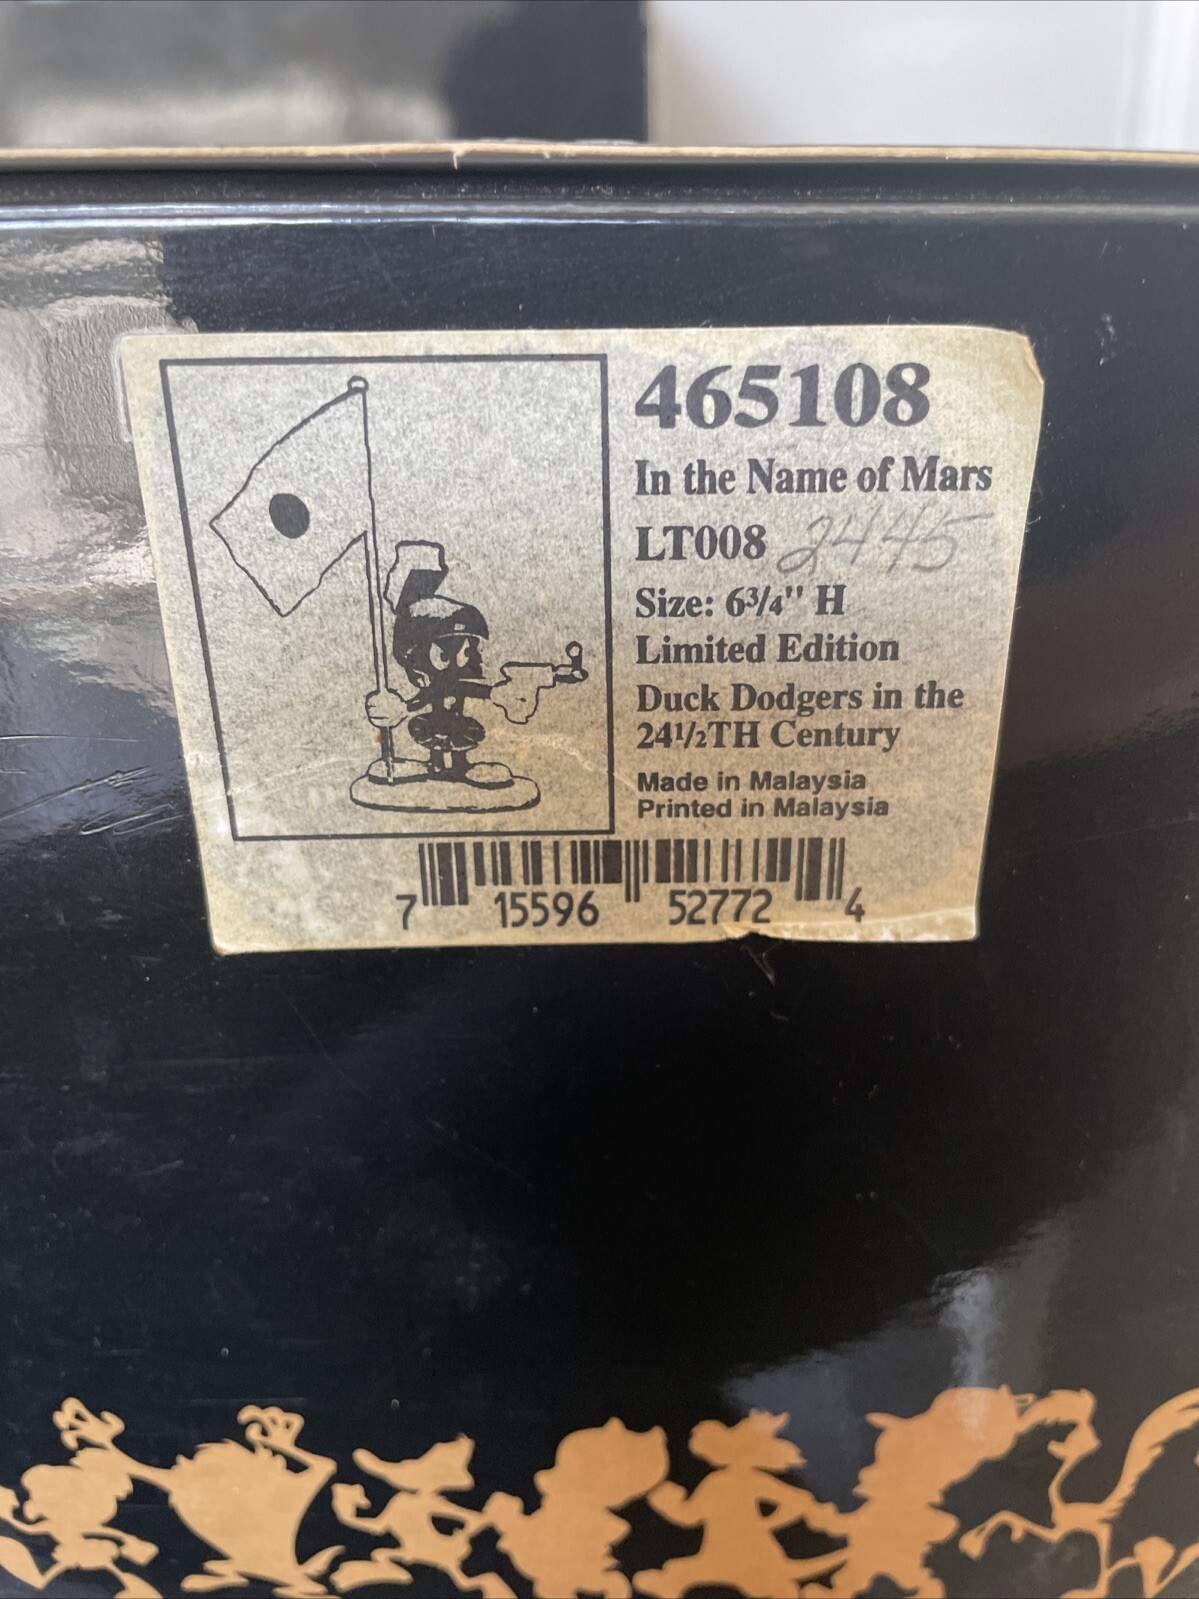 465108
In the Name of Mars
LT008 2445
Size: 6¾" H
Limited Edition
Duck Dodgers in the
24½TH Century
Made in Malaysia
Printed in Malaysia
7 15596 52772 4